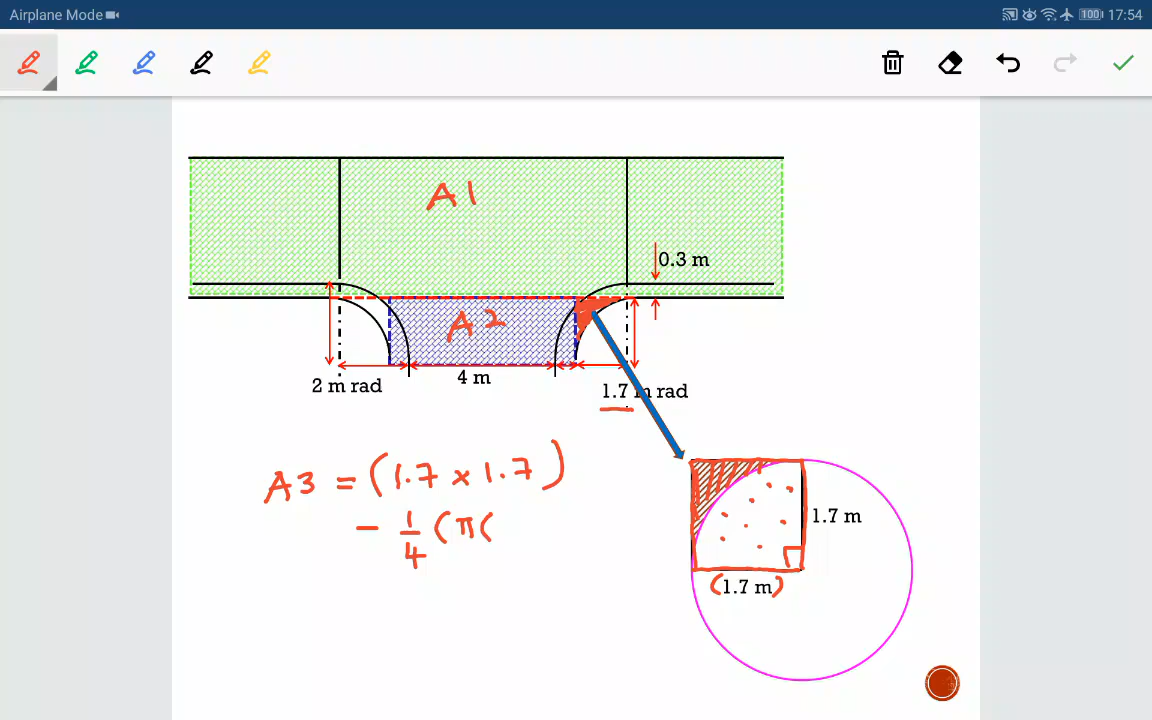 Airplane Mode 100 17:54
A1
0.3 m
A2
2 m rad
4 m
1.7 m rad
A3 = (1.7 x 1.7)
- 1/4 (π(
1.7 m
(1.7 m)